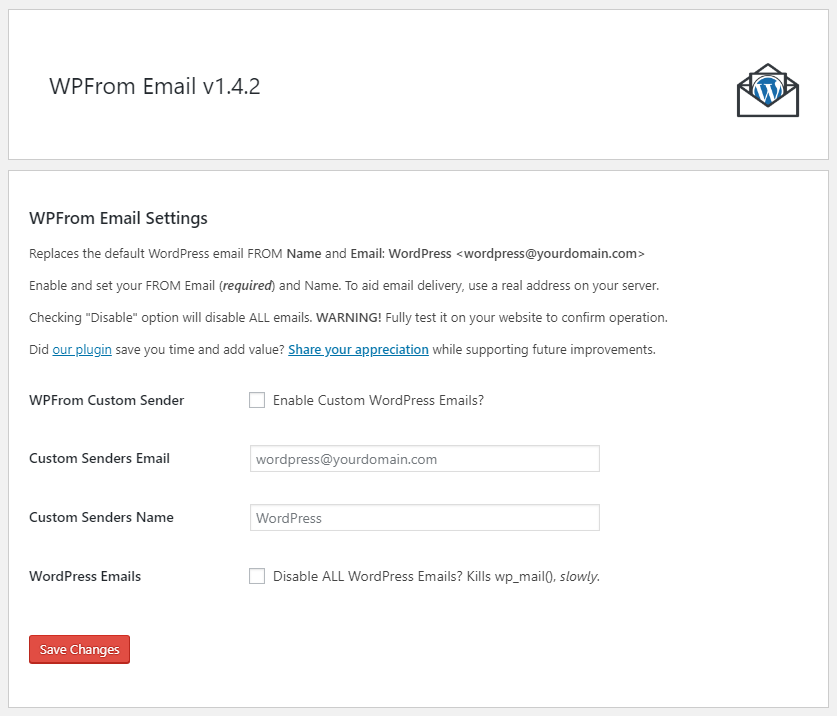 WPFrom Email v1.4.2
WPFrom Email Settings
Replaces the default WordPress email FROM Name and Email: WordPress <wordpress@yourdomain.com>
Enable and set your FROM Email (required) and Name. To aid email delivery, use a real address on your server.
Checking "Disable" option will disable ALL emails. WARNING! Fully test it on your website to confirm operation.
Did our plugin save you time and add value? Share your appreciation while supporting future improvements.
WPFrom Custom Sender Enable Custom WordPress Emails?
Custom Senders Email wordpress@yourdomain.com
Custom Senders Name WordPress
WordPress Emails Disable ALL WordPress Emails? Kills wp_mail(), slowly.
Save Changes